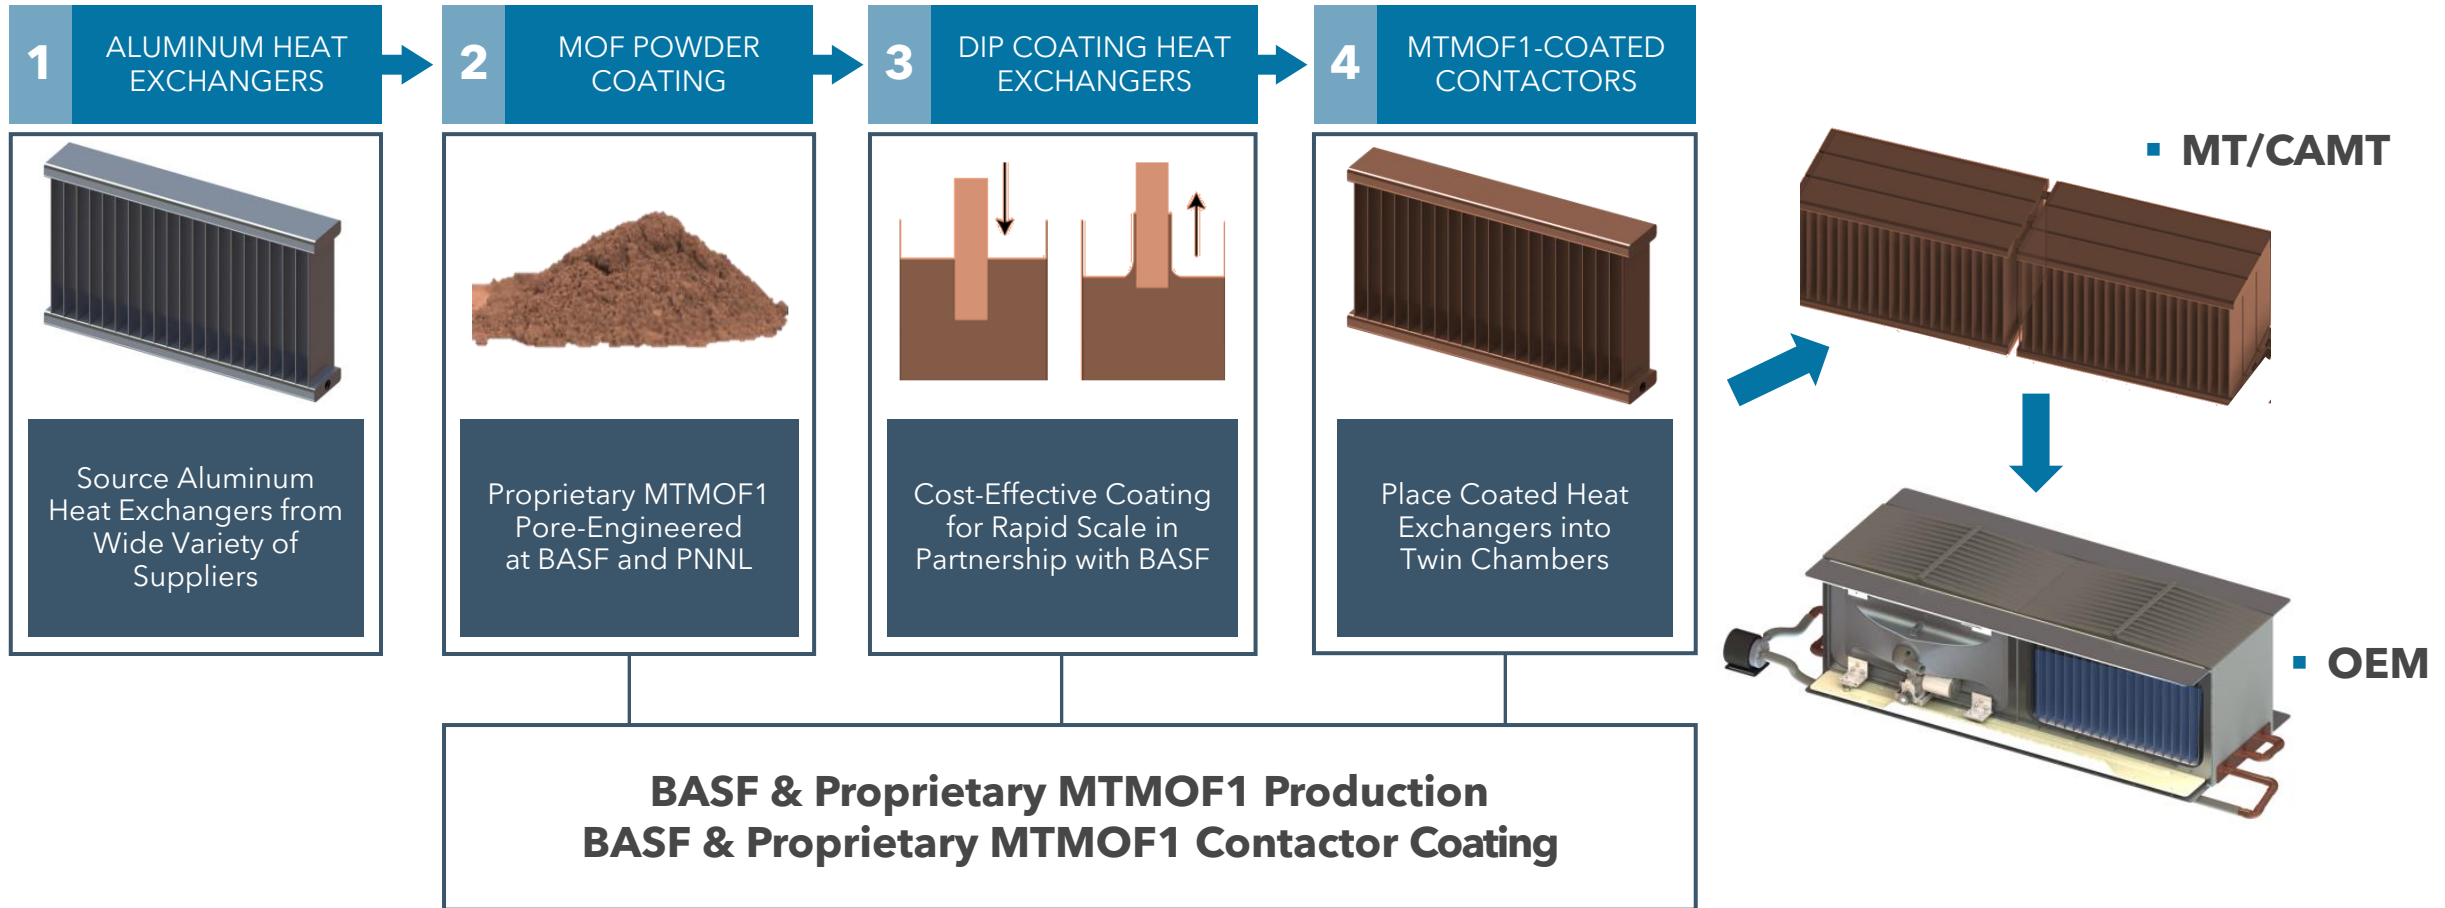 1
ALUMINUM HEAT
EXCHANGERS
2
MOF POWDER
COATING
3
DIP COATING HEAT
EXCHANGERS
4
MTMOF1-COATED
CONTACTORS
Source Aluminum
Heat Exchangers from
Wide Variety of
Suppliers
Proprietary MTMOF1
Pore-Engineered
at BASF and PNNL
Cost-Effective Coating
for Rapid Scale in
Partnership with BASF
Place Coated Heat
Exchangers into
Twin Chambers
▪ MT/CAMT
▪ OEM
BASF & Proprietary MTMOF1 Production
BASF & Proprietary MTMOF1 Contactor Coating